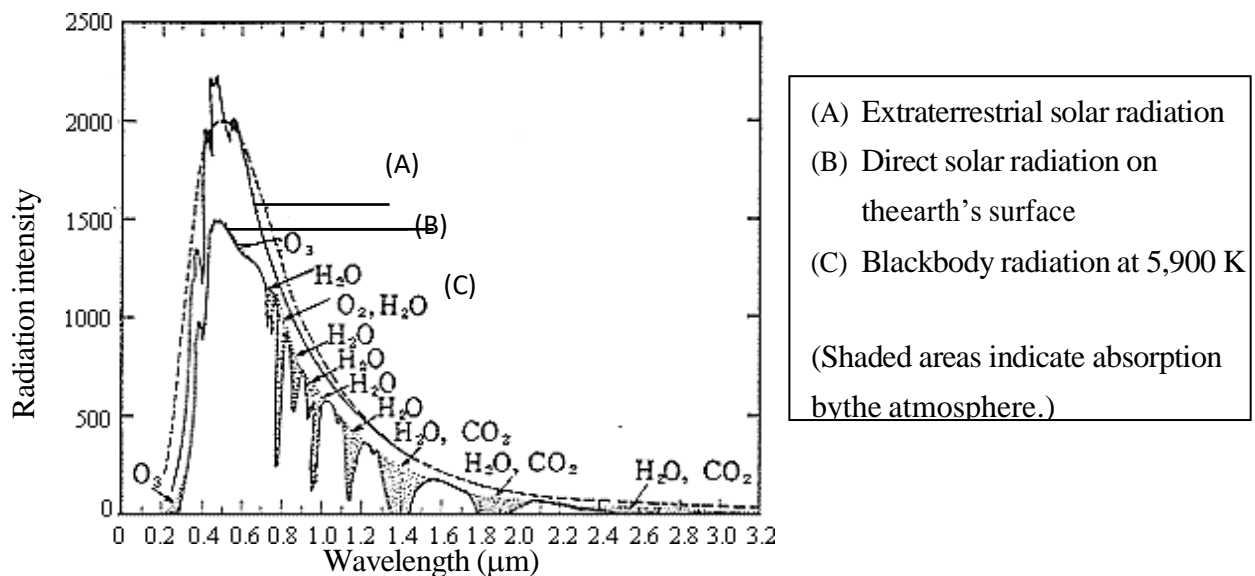 2500
2000
1500
1000
500
0
Radiation intensity
(A)
(B)
O₃
H₂O
(C)
O₂, H₂O
H₂O
H₂O
H₂O
H₂O
H₂O, CO₂
H₂O, CO₂
H₂O, CO₂
O₃
0 0.2 0.4 0.6 0.8 1.0 1.2 1.4 1.6 1.8 2.0 2.2 2.4 2.6 2.8 3.0 3.2
Wavelength (μm)
(A) Extraterrestrial solar radiation
(B) Direct solar radiation on
theearth's surface
(C) Blackbody radiation at 5,900 K
(Shaded areas indicate absorption
bythe atmosphere.)